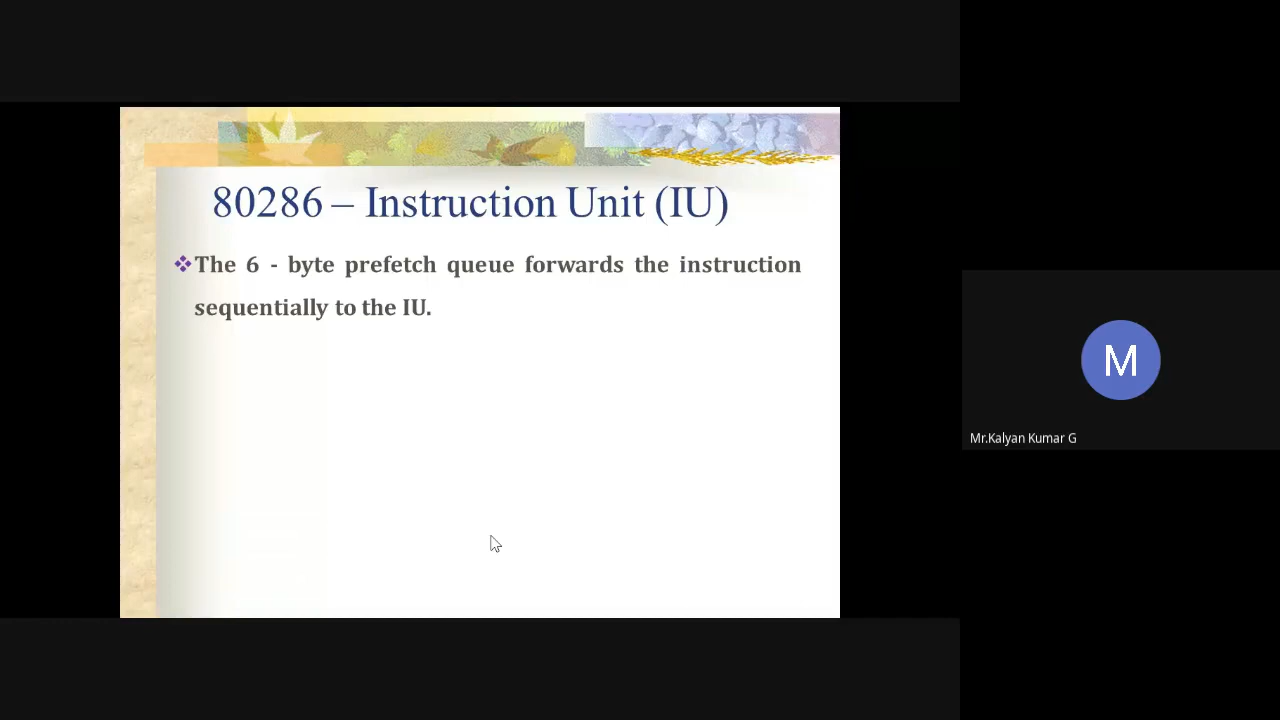 80286 – Instruction Unit (IU)
❖The 6 - byte prefetch queue forwards the instruction
sequentially to the IU.
M
Mr.Kalyan Kumar G